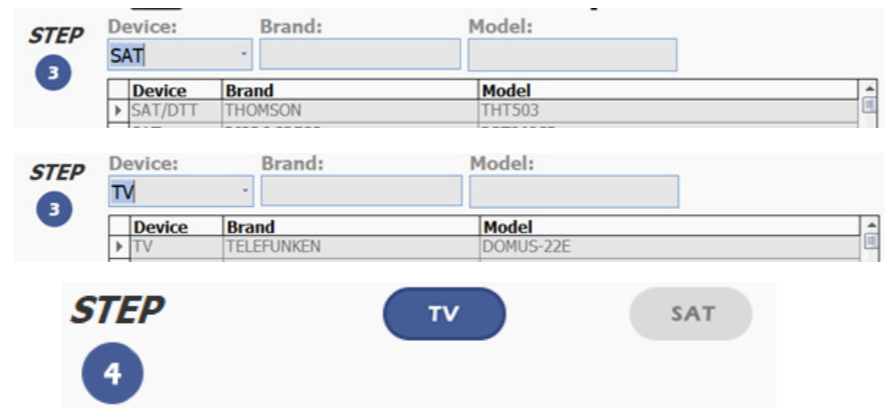 STEP Device: Brand: Model:
3 SAT
Device Brand Model
SAT/DTT THOMSON THT503
STEP Device: Brand: Model:
3 TV
Device Brand Model
TV TELEFUNKEN DOMUS-22E
STEP TV SAT
4